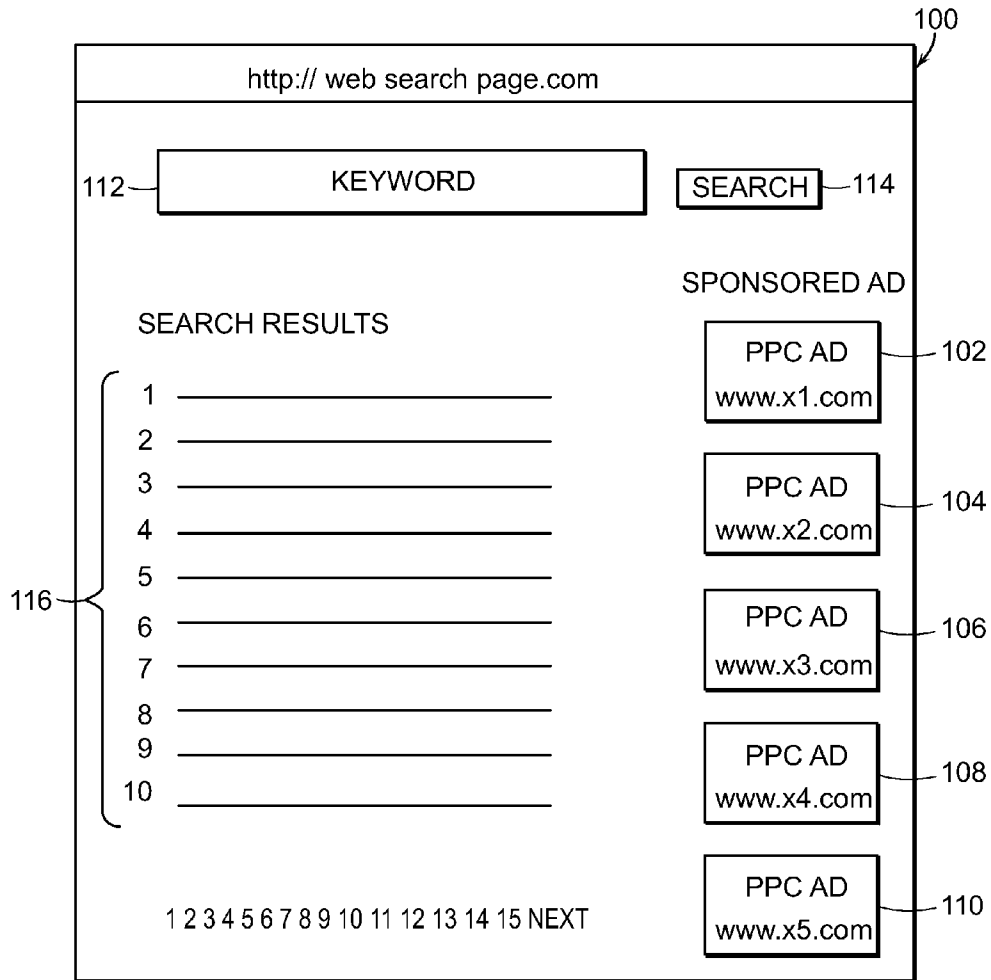 100
http:// web search page.com
112
KEYWORD
SEARCH
114
SPONSORED AD
SEARCH RESULTS
PPC AD
www.x1.com
102
1
2
3
4
5
6
7
8
9
10
116
PPC AD
www.x2.com
104
PPC AD
www.x3.com
106
PPC AD
www.x4.com
108
PPC AD
www.x5.com
110
1 2 3 4 5 6 7 8 9 10 11 12 13 14 15 NEXT